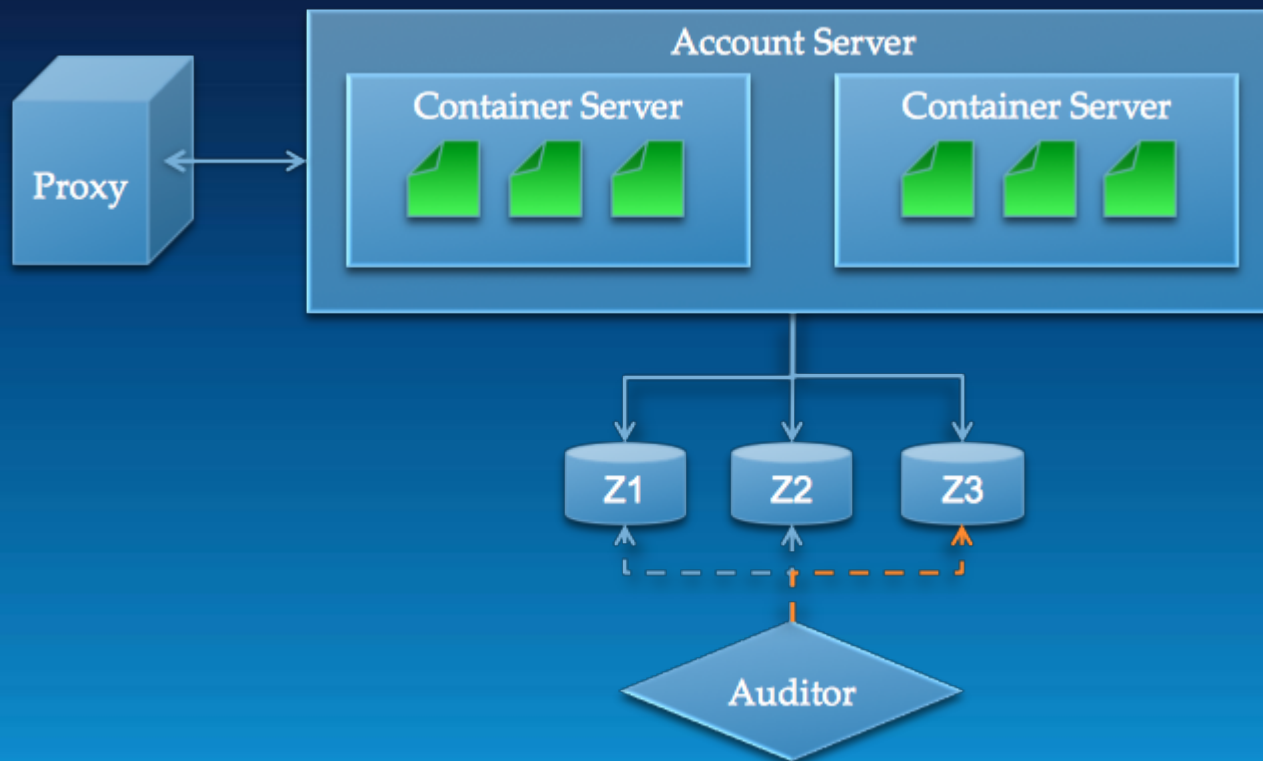 Account Server
Container Server
Container Server
Proxy
Z1
Z2
Z3
Auditor